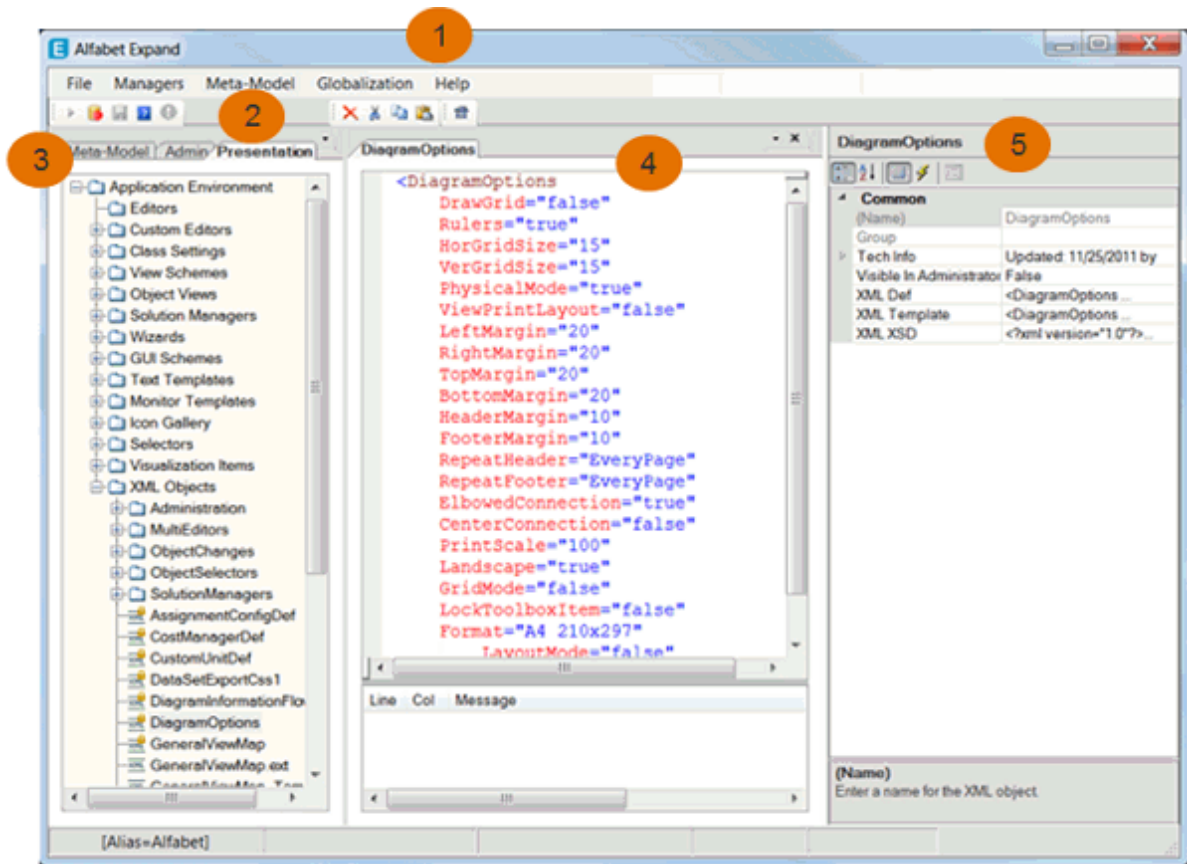 1
Alfabet Expand
File Managers Meta-Model Globalization Help
2
3
Meta-Model Admin Presentation
Application Environment
Editors
Custom Editors
Class Settings
View Schemes
Object Views
Solution Managers
Wizards
GUI Schemes
Text Templates
Monitor Templates
Icon Gallery
Selectors
Visualization Items
XML Objects
Administration
MultiEditors
ObjectChanges
ObjectSelectors
SolutionManagers
AssignmentConfigDef
CostManagerDef
CustomUnitDef
DataSetExportCss1
DiagramInformationFlo
DiagramOptions
GeneralViewMap
GeneralViewMap.ext
DiagramOptions
4
<DiagramOptions
DrawGrid="false"
Rulers="true"
HorGridSize="15"
VerGridSize="15"
PhysicalMode="true"
ViewPrintLayout="false"
LeftMargin="20"
RightMargin="20"
TopMargin="20"
BottomMargin="20"
HeaderMargin="10"
FooterMargin="10"
RepeatHeader="EveryPage"
RepeatFooter="EveryPage"
ElbowedConnection="true"
CenterConnection="false"
PrintScale="100"
Landscape="true"
GridMode="false"
LockToolboxItem="false"
Format="A4 210x297"
LayoutMode="false"
Line Col Message
DiagramOptions
5
Common
(Name) DiagramOptions
Group
Tech Info Updated: 11/25/2011 by
Visible In Administrator False
XML Def <DiagramOptions ...
XML Template <DiagramOptions ...
XML XSD <?xml version="1.0"?>...
(Name)
Enter a name for the XML object.
[Alias=Alfabet]